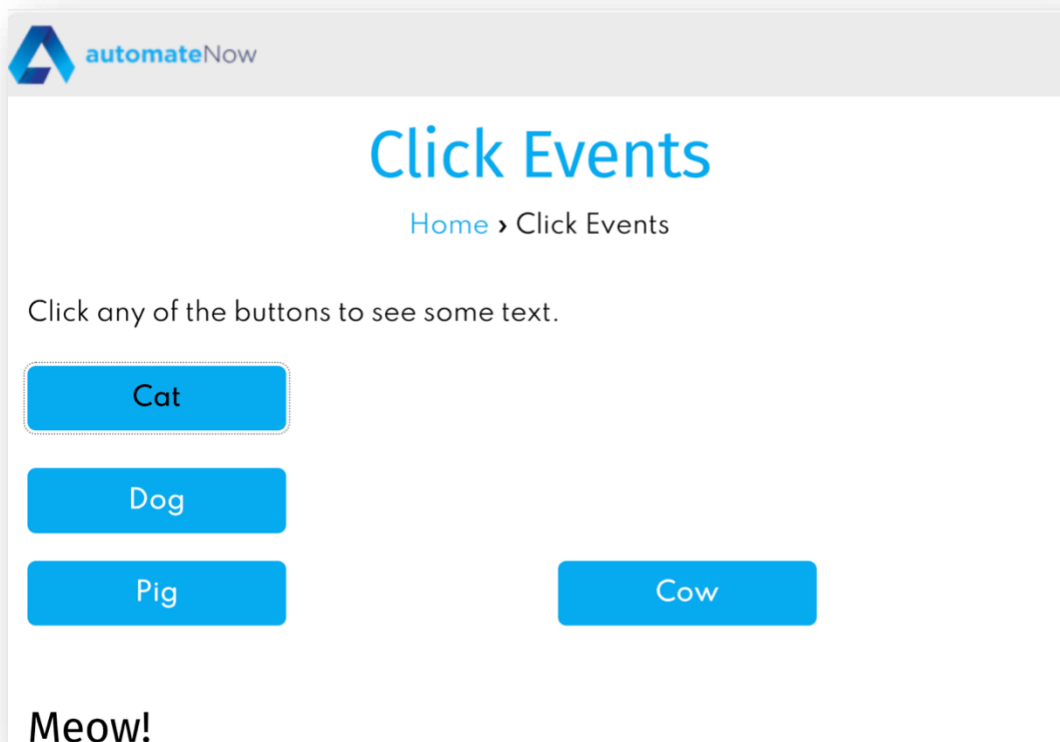 automateNow
Click Events
Home › Click Events
Click any of the buttons to see some text.
Cat
Dog
Pig
Cow
Meow!